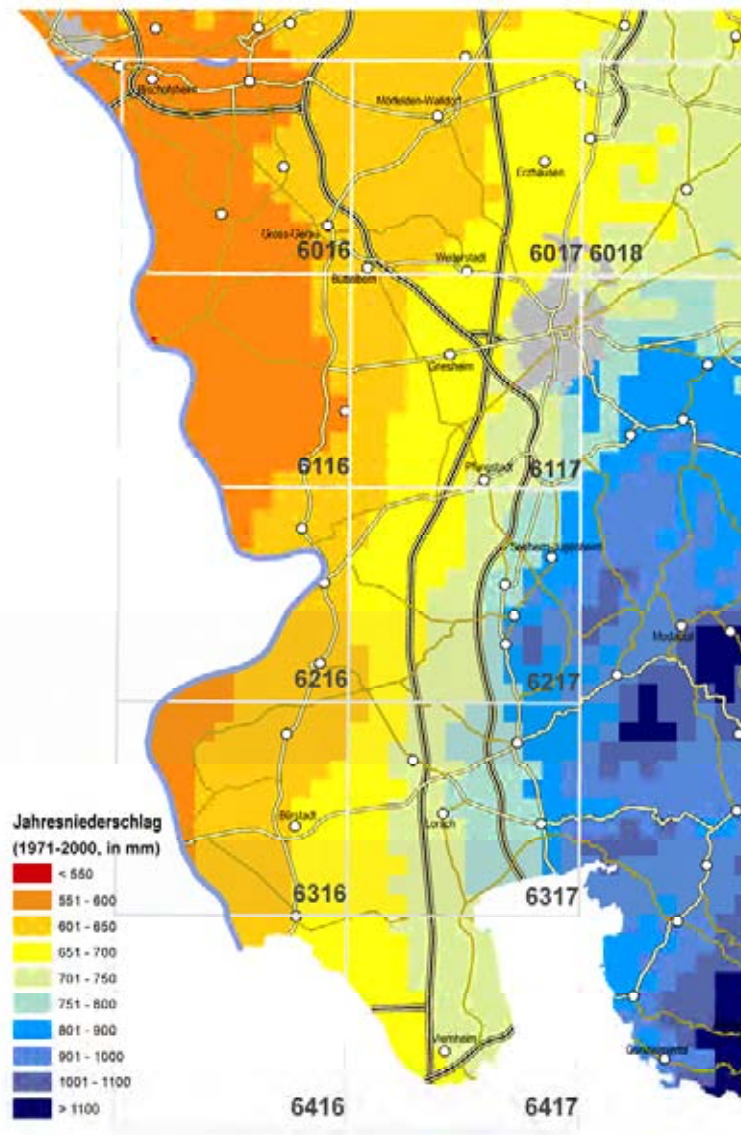 Bischofsheim
Mörfelden-Walldorf
Erzhausen
Gross-Gerau
6016
6017 6018
Büttelborn
Weiterstadt
Griesheim
6116
Pfungstadt
6117
Seeheim-Jugenheim
Modautal
6216
6217
Bürstadt
Lorsch
6316
6317
Viernheim
6416
6417
Jahresniederschlag
(1971-2000, in mm)
< 550
551 - 600
601 - 650
651 - 700
701 - 750
751 - 800
801 - 900
901 - 1000
1001 - 1100
> 1100